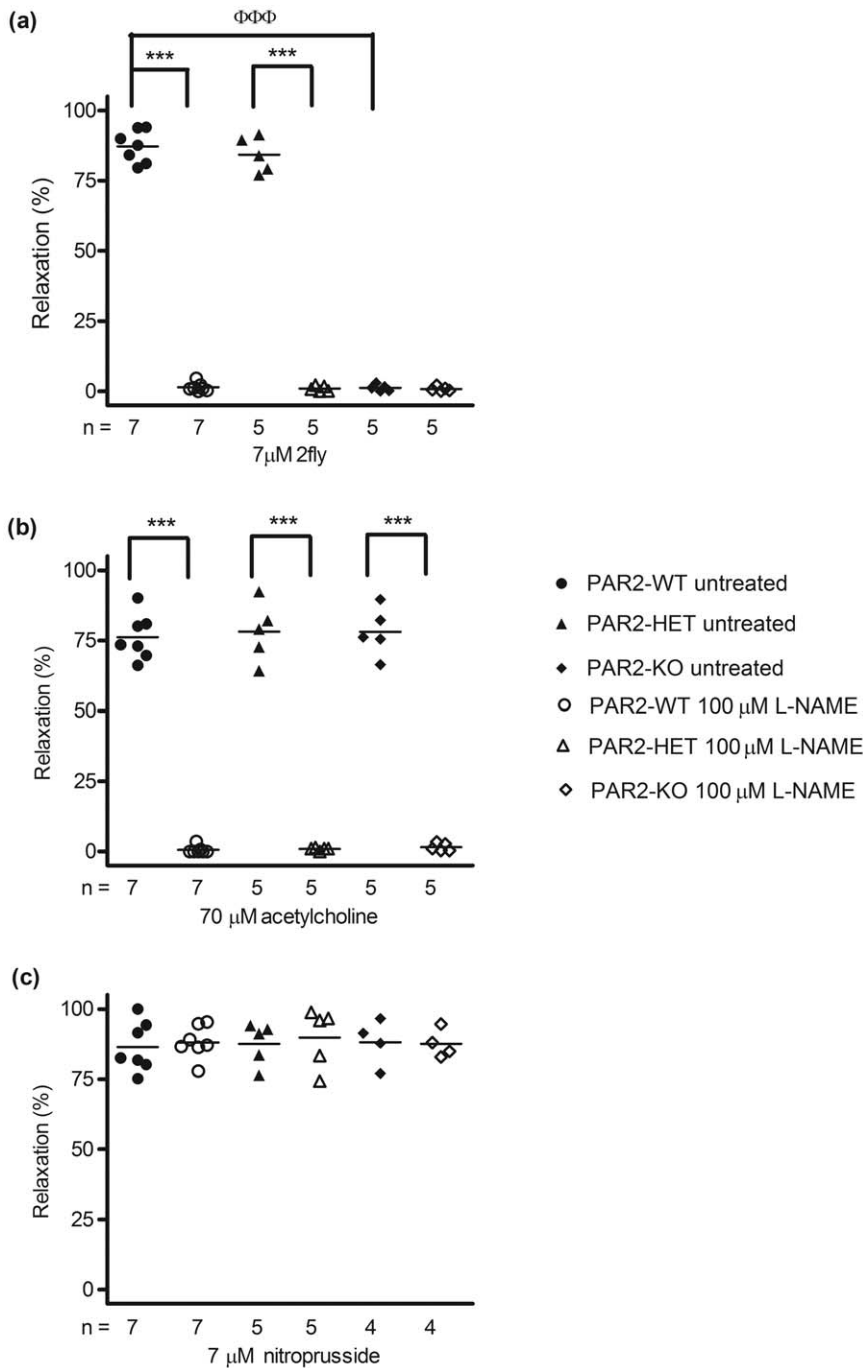 (a)
ΦΦΦ
*** ***
100
75
50
25
0
Relaxation (%)
n = 7 7 5 5 5 5
7μM 2fly
(b)
*** *** ***
100
75
50
25
0
Relaxation (%)
n = 7 7 5 5 5 5
70 μM acetylcholine
PAR2-WT untreated
PAR2-HET untreated
PAR2-KO untreated
PAR2-WT 100 μM L-NAME
PAR2-HET 100μM L-NAME
PAR2-KO 100 μM L-NAME
(c)
100
75
50
25
0
Relaxation (%)
n = 7 7 5 5 4 4
7 μM nitroprusside